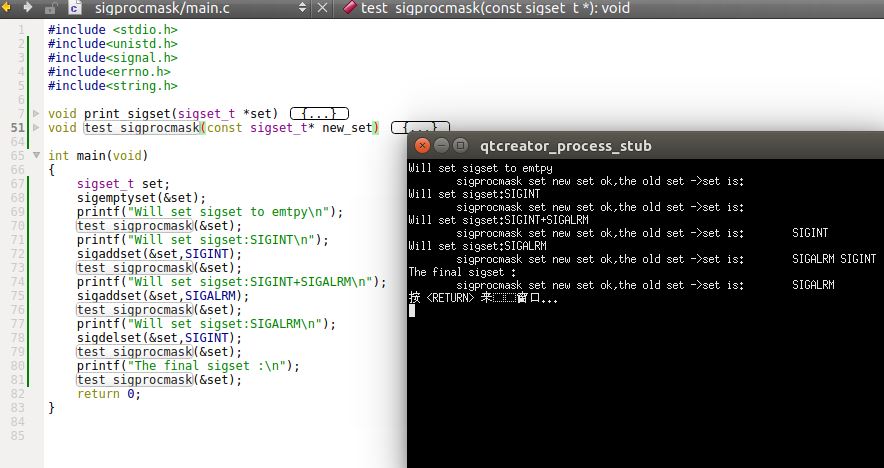 sigprocmask/main.c test_sigprocmask(const sigset_t *): void
1 #include <stdio.h>
2 #include<unistd.h>
3 #include<signal.h>
4 #include<errno.h>
5 #include<string.h>
6
7 void print_sigset(sigset_t *set) {...}
51 void test_sigprocmask(const sigset_t* new_set) {...}
64
65 int main(void)
66 {
67 sigset_t set;
68 sigemptyset(&set);
69 printf("Will set sigset to emtpy\n");
70 test_sigprocmask(&set);
71 printf("Will set sigset:SIGINT\n");
72 sigaddset(&set,SIGINT);
73 test_sigprocmask(&set);
74 printf("Will set sigset:SIGINT+SIGALRM\n");
75 sigaddset(&set,SIGALRM);
76 test_sigprocmask(&set);
77 printf("Will set sigset:SIGALRM\n");
78 sigdelset(&set,SIGINT);
79 test_sigprocmask(&set);
80 printf("The final sigset :\n");
81 test_sigprocmask(&set);
82 return 0;
83 }
84
85
qtcreator_process_stub
Will set sigset to emtpy
sigprocmask set new set ok,the old set ->set is:
Will set sigset:SIGINT
sigprocmask set new set ok,the old set ->set is:
Will set sigset:SIGINT+SIGALRM
sigprocmask set new set ok,the old set ->set is: SIGINT
Will set sigset:SIGALRM
sigprocmask set new set ok,the old set ->set is: SIGALRM SIGINT
The final sigset :
sigprocmask set new set ok,the old set ->set is: SIGALRM
按 <RETURN> 来窗口...